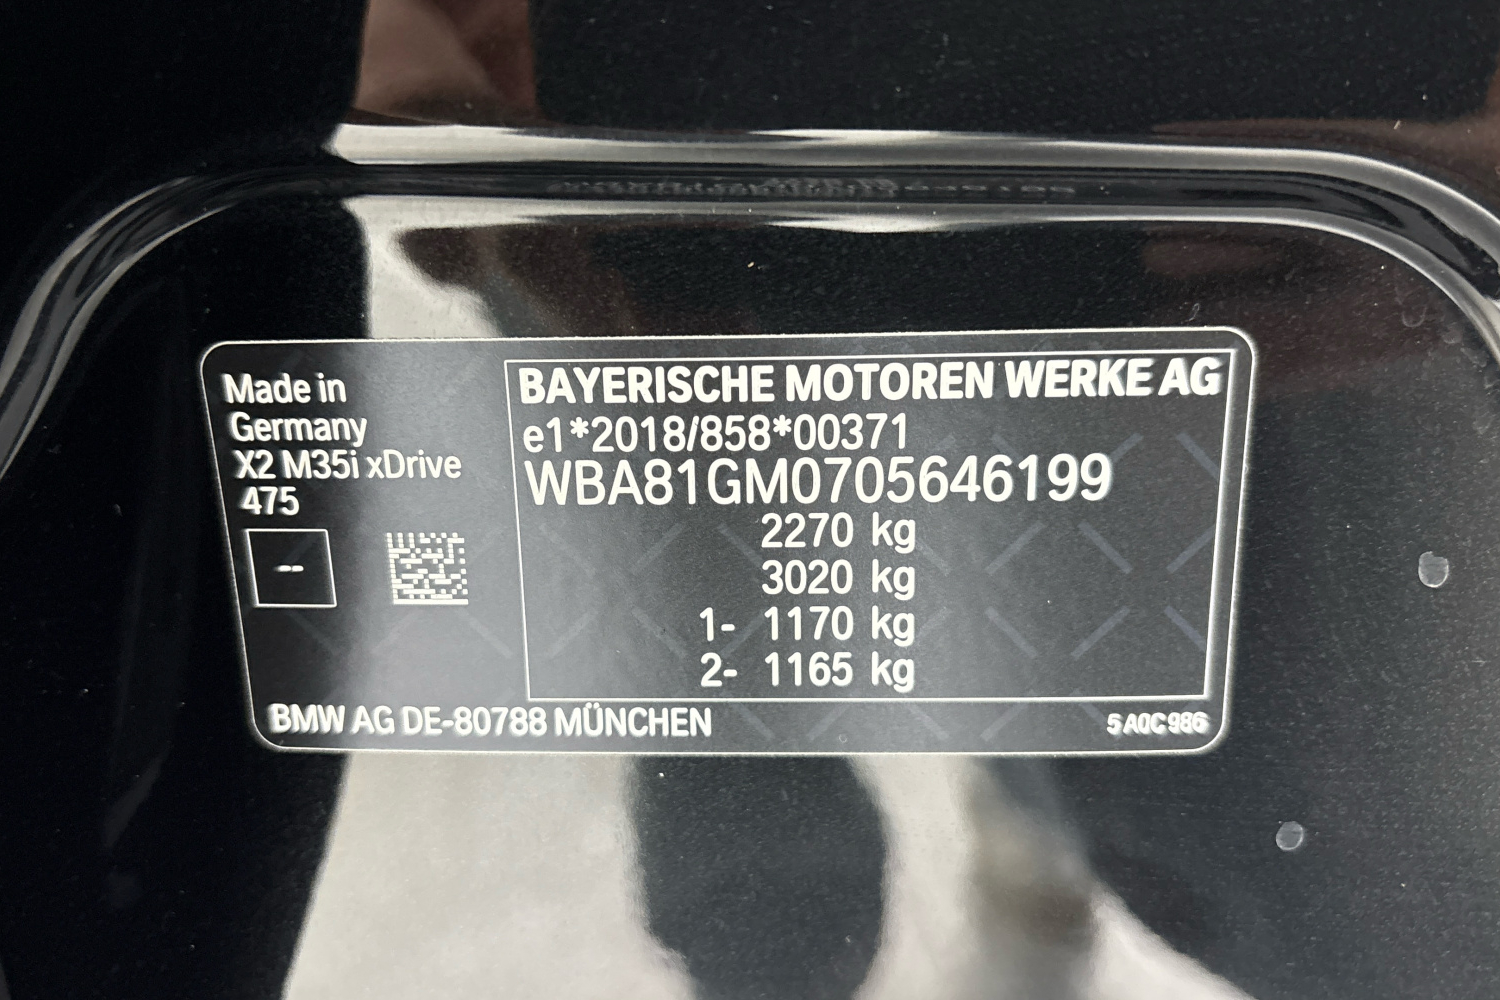 Made in
Germany
X2 M35i xDrive
475
--
BAYERISCHE MOTOREN WERKE AG
e1*2018/858*00371
WBA81GM0705646199
2270 kg
3020 kg
1- 1170 kg
2- 1165 kg
BMW AG DE-80788 MÜNCHEN
5A0C986